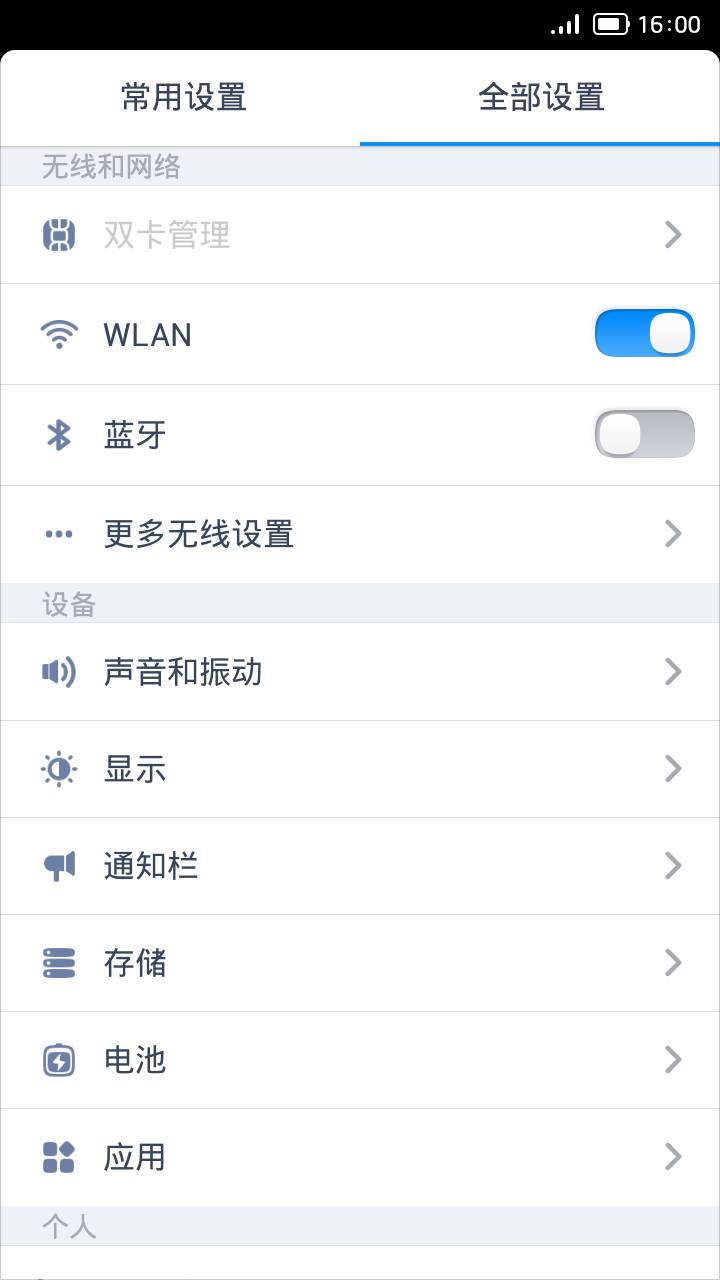 16:00
常用设置
全部设置
无线和网络
双卡管理
WLAN
蓝牙
更多无线设置
设备
声音和振动
显示
通知栏
存储
电池
应用
个人